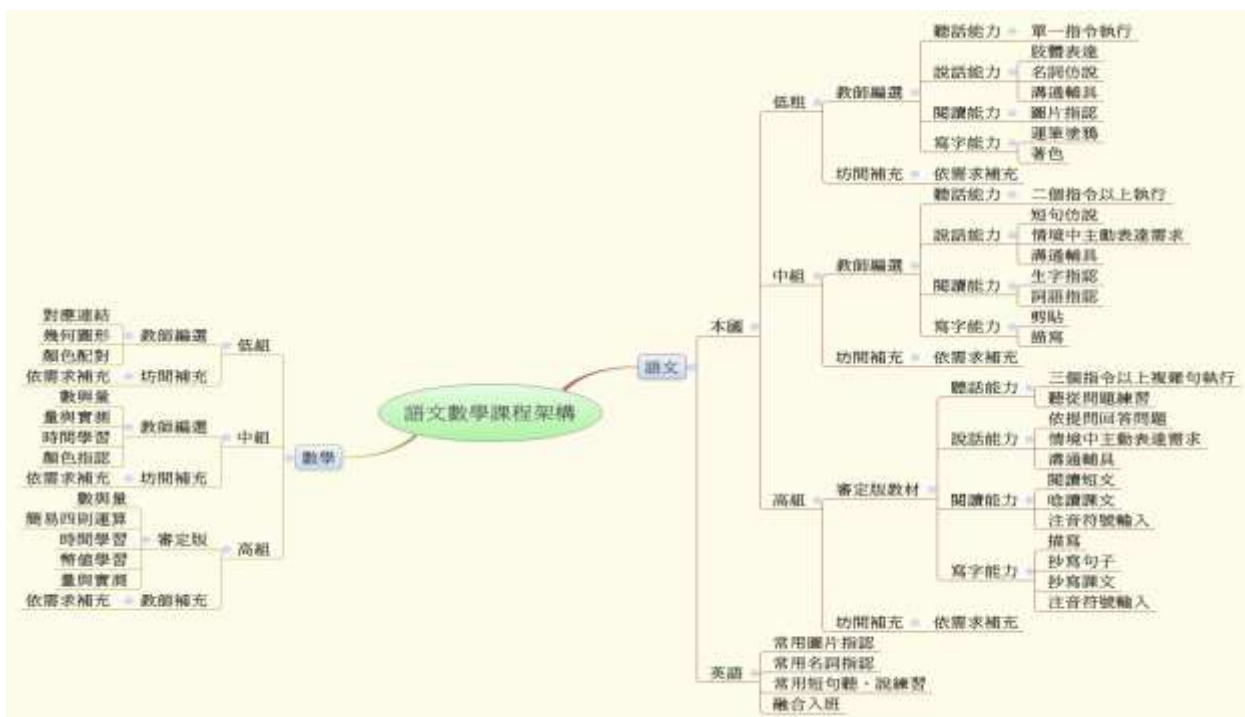 語文數學課程架構
語文
本國
低組
教師編選
聽話能力
單一指令執行
說話能力
肢體表達
名詞仿說
溝通輔具
閱讀能力
圖片指認
寫字能力
運筆塗鴉
著色
坊間補充
依需求補充
中組
教師編選
聽話能力
二個指令以上執行
說話能力
短句仿說
情境中主動表達需求
溝通輔具
閱讀能力
生字指認
詞語指認
寫字能力
剪貼
描寫
坊間補充
依需求補充
高組
審定版教材
聽話能力
三個指令以上複雜句執行
聽從問題練習
說話能力
依提問回答問題
情境中主動表達需求
溝通輔具
閱讀能力
閱讀短文
唸讀課文
注音符號輸入
寫字能力
描寫
抄寫句子
抄寫課文
注音符號輸入
坊間補充
依需求補充
英語
常用圖片指認
常用名詞指認
常用短句聽、說練習
融合入班
數學
低組
教師編選
對應連結
幾何圖形
顏色配對
坊間補充
依需求補充
中組
教師編選
數與量
量與實測
時間學習
顏色指認
坊間補充
依需求補充
高組
審定版
數與量
簡易四則運算
時間學習
幣值學習
量與實測
教師補充
依需求補充